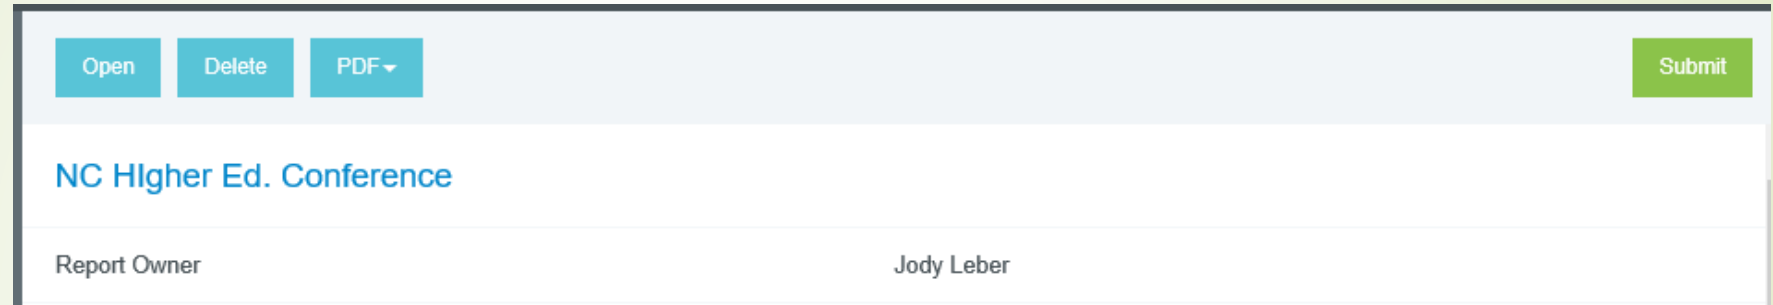 Open Delete PDF Submit
NC HIgher Ed. Conference
Report Owner Jody Leber